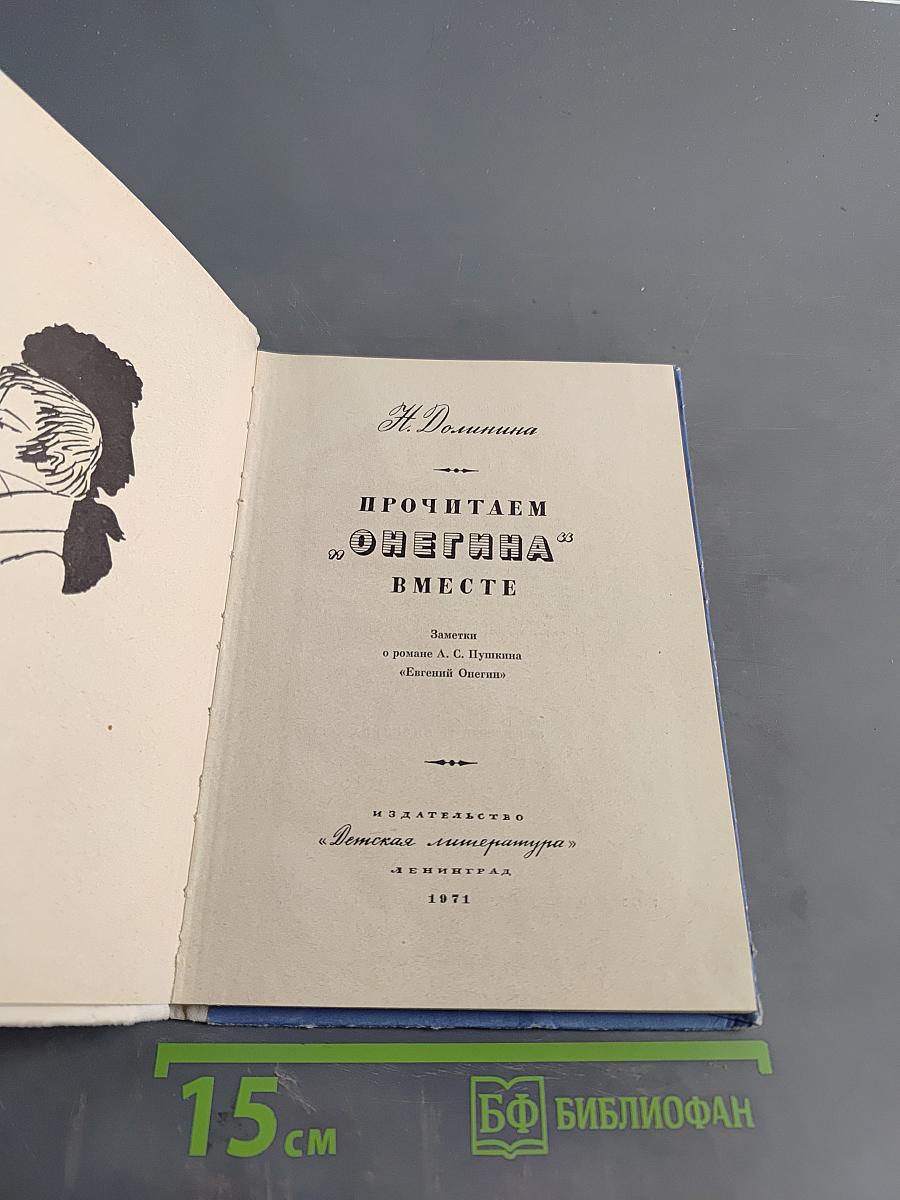 Н. Долинина
ПРОЧИТАЕМ
„ОНЕГИНА“
ВМЕСТЕ
Заметки
о романе А. С. Пушкина
«Евгений Онегин»
ИЗДАТЕЛЬСТВО
«Детская литература»
ЛЕНИНГРАД
1971
15 см
БФ БИБЛИОФАН